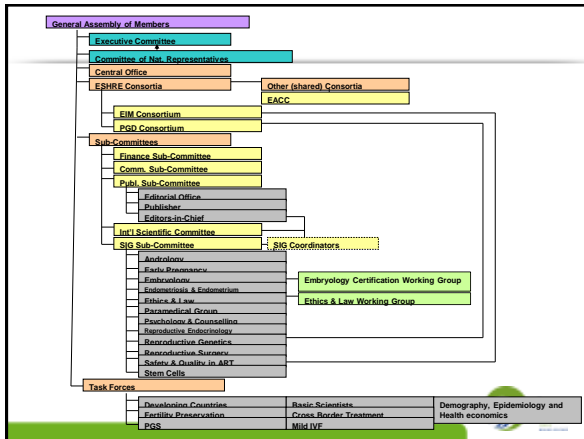 General Assembly of Members
Executive Committee
Committee of Nat. Representatives
Central Office
ESHRE Consortia
Other (shared) Consortia
EACC
EIM Consortium
PGD Consortium
Sub-Committees
Finance Sub-Committee
Comm. Sub-Committee
Publ. Sub-Committee
Editorial Office
Publisher
Editors-in-Chief
Int'l Scientific Committee
SIG Sub-Committee
SIG Coordinators
Andrology
Early Pregnancy
Embryology
Embryology Certification Working Group
Endometriosis & Endometrium
Ethics & Law
Ethics & Law Working Group
Paramedical Group
Psychology & Counselling
Reproductive Endocrinology
Reproductive Genetics
Reproductive Surgery
Safety & Quality in ART
Stem Cells
Task Forces
Developing Countries
Basic Scientists
Demography, Epidemiology and
Health economics
Fertility Preservation
Cross Border Treatment
PGS
Mild IVF